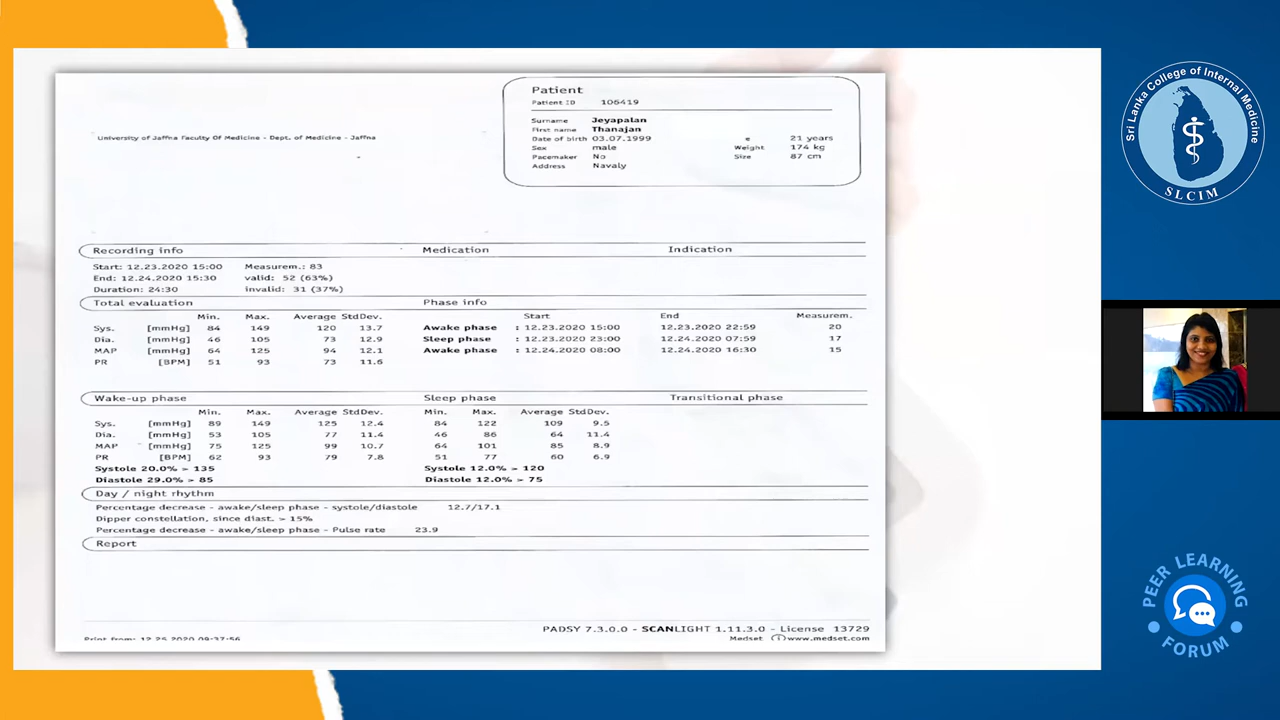 Patient
Patient ID 106419
Surname Jeyapalan
First name Thanajan
Date of birth 03.07.1999 e 21 years
Sex male Weight 174 kg
Pacemaker No Size 87 cm
Address Navaly
University of Jaffna Faculty Of Medicine - Dept. of Medicine - Jaffna
Recording info Medication Indication
Start: 12.23.2020 15:00 Measurem.: 83
End: 12.24.2020 15:30 valid: 52 (63%)
Duration: 24:30 invalid: 31 (37%)
Total evaluation Phase info
Min. Max. Average StdDev. Start End Measurem.
Sys. [mmHg] 84 149 120 13.7 Awake phase : 12.23.2020 15:00 12.23.2020 22:59 20
Dia. [mmHg] 46 105 73 12.9 Sleep phase : 12.23.2020 23:00 12.24.2020 07:59 17
MAP [mmHg] 64 125 94 12.1 Awake phase : 12.24.2020 08:00 12.24.2020 16:30 15
PR [BPM] 51 93 73 11.6
Wake-up phase Sleep phase Transitional phase
Min. Max. Average StdDev. Min. Max. Average StdDev.
Sys. [mmHg] 89 149 125 12.4 84 122 109 9.5
Dia. [mmHg] 53 105 77 11.4 46 86 64 11.4
MAP [mmHg] 75 125 99 10.7 64 101 85 8.9
PR [BPM] 62 93 79 7.8 51 77 60 6.9
Systole 20.0% > 135 Systole 12.0% > 120
Diastole 29.0% > 85 Diastole 12.0% > 75
Day / night rhythm
Percentage decrease - awake/sleep phase - systole/diastole 12.7/17.1
Dipper constellation, since diast. > 15%
Percentage decrease - awake/sleep phase - Pulse rate 23.9
Report
PADSY 7.3.0.0 - SCANLIGHT 1.11.3.0 - License 13729
Print from: 12.25.2020 09:37:56 Medset www.medset.com
Sri Lanka College of Internal Medicine
SLCIM
PEER LEARNING
FORUM